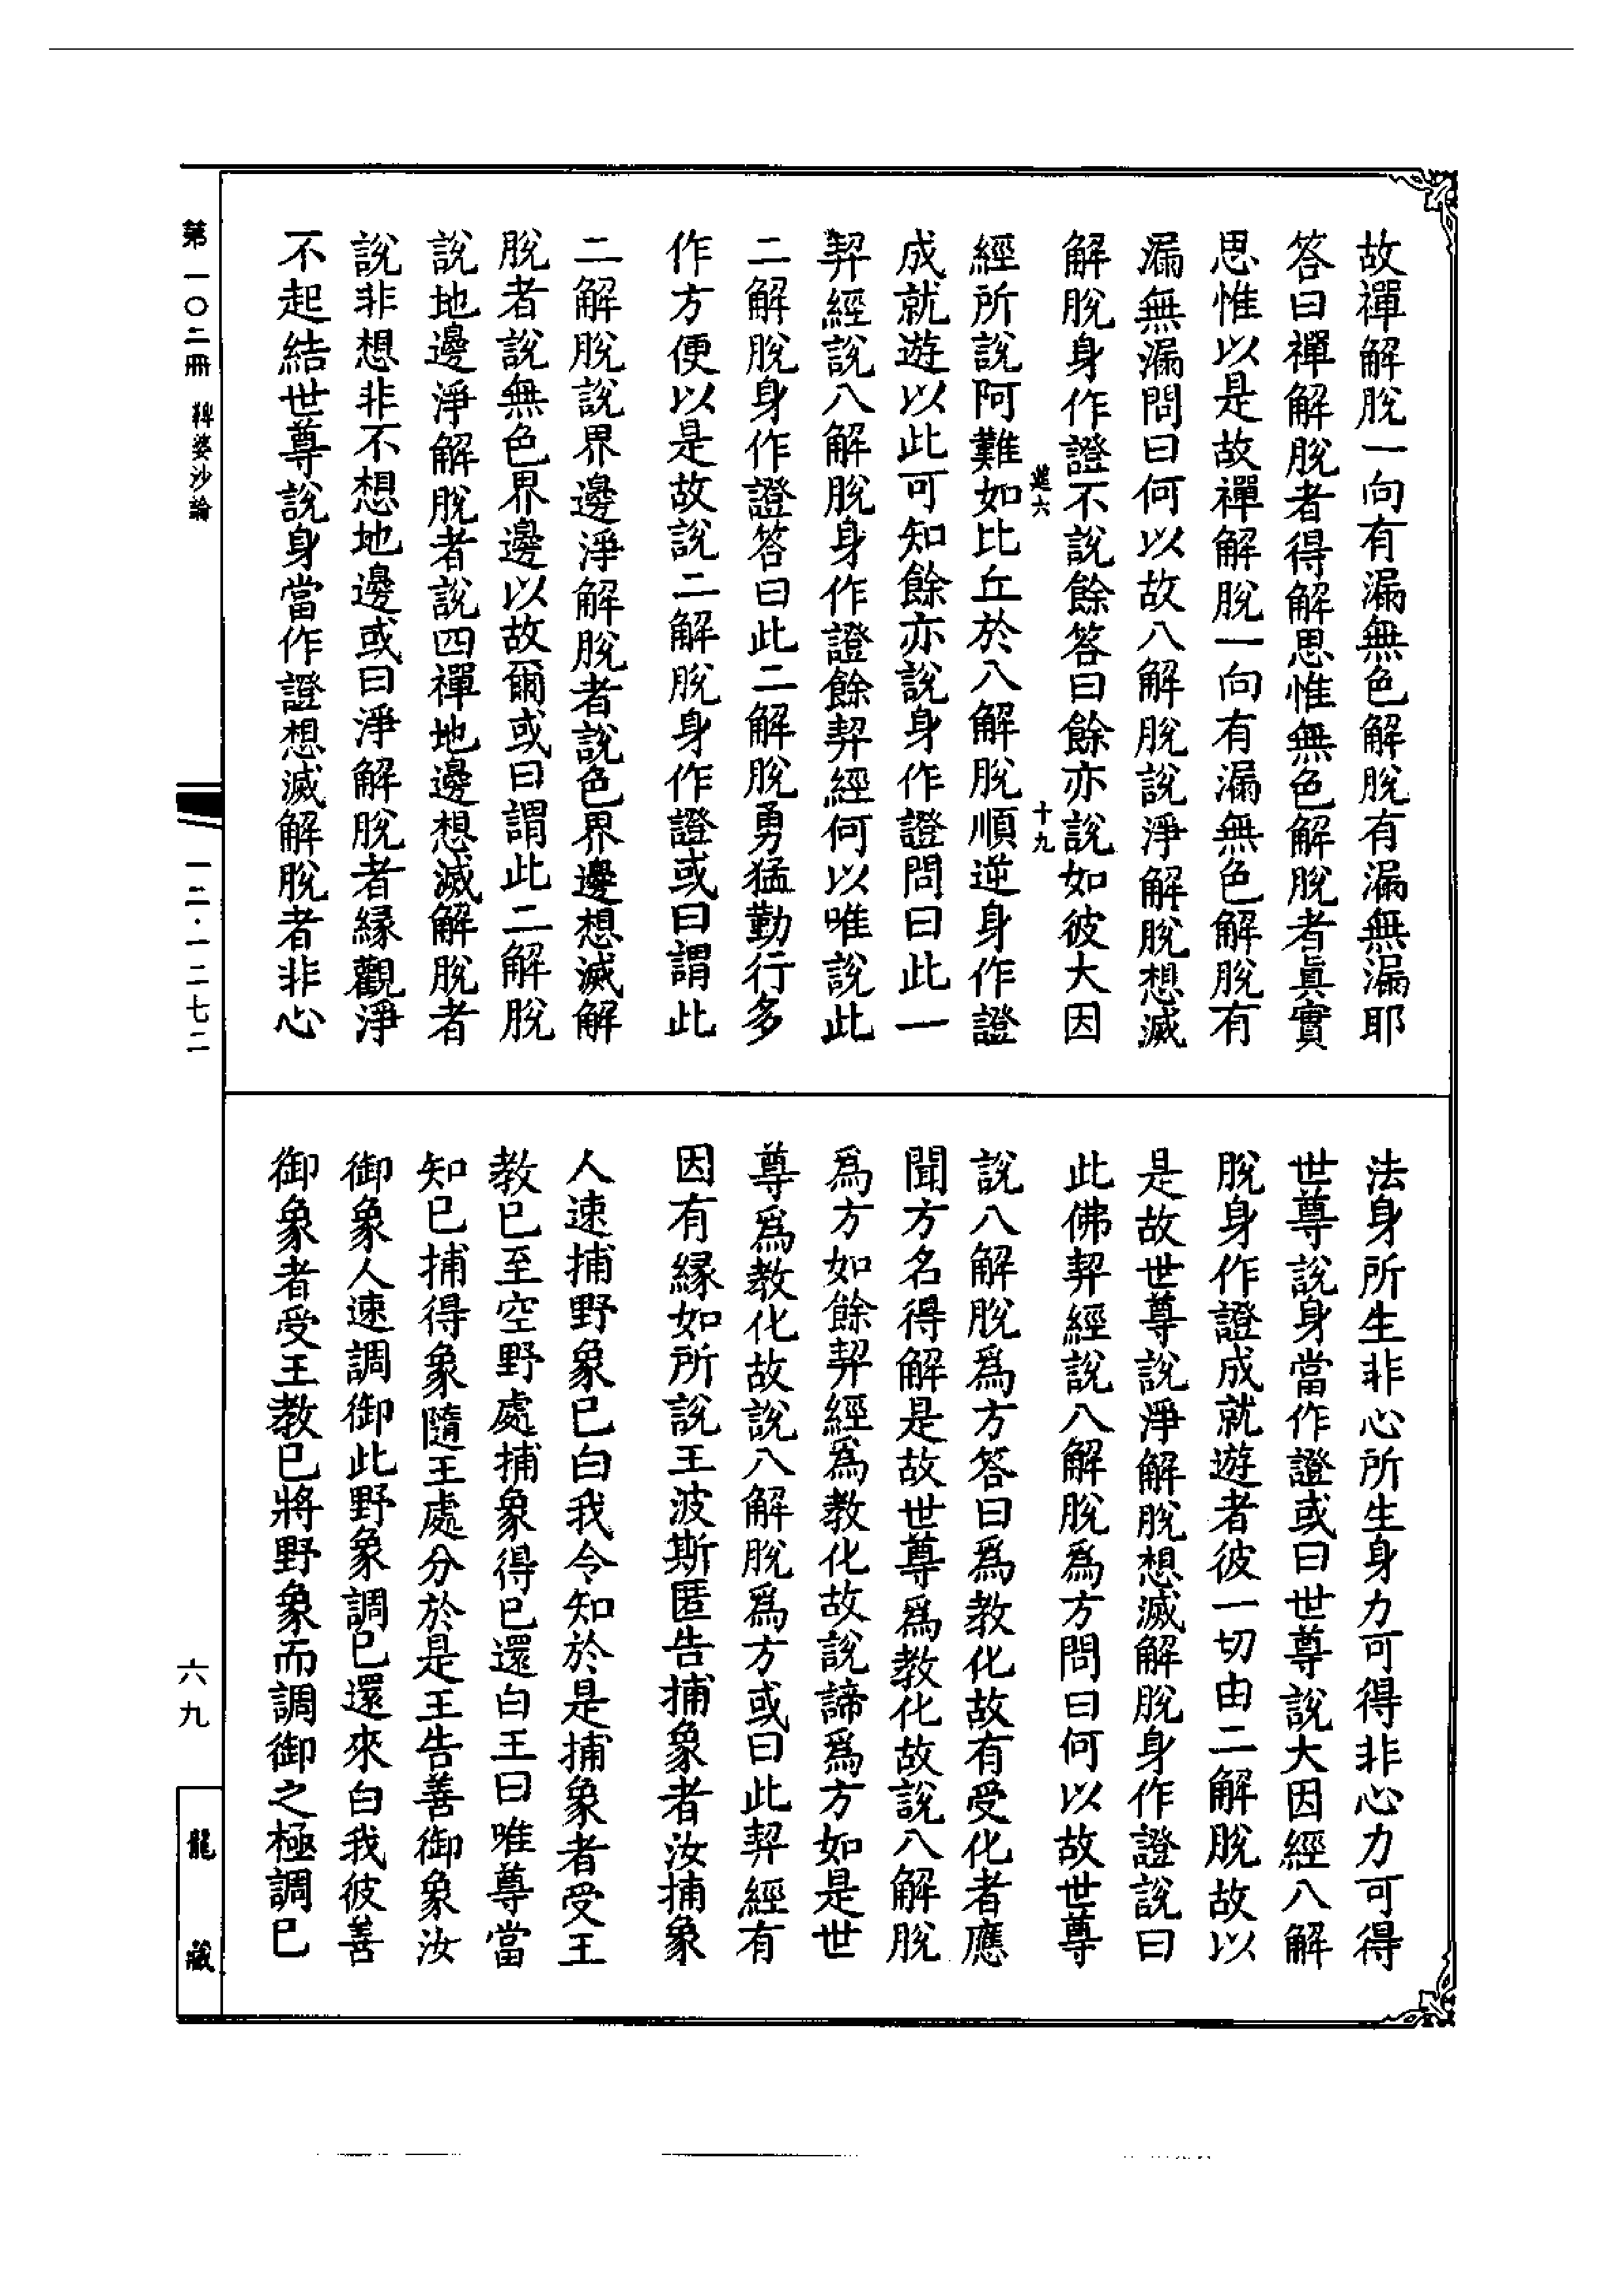 故禪解脫一向有漏無色解脫有漏無漏耶
答曰禪解脫者得解思惟無色解脫者眞實
思惟以是故禪解脫一向有漏無色解脫有
漏無漏問曰何以故八解脫說淨解脫想滅
解脫身作證不說餘答曰餘亦說如彼大因
十九
經所說阿難如比丘於八解脫順逆身作證
成就遊以此可知餘亦說身作證問曰此一
契經說八解脫身作證餘契經何以唯說此
二解脫身作證答曰此二解脫勇猛勤行多
作方便以是故說二解脫身作證或曰謂此
二解脫說界邊淨解脫者說色界邊想滅解
脫者說無色界邊以故爾或曰謂此二解脫
說地邊淨解脫者說四禪地邊想滅解脫者
說非想非不想地邊或曰淨解脫者緣觀淨
不起結世尊說身當作證想滅解脫者非心
法身所生非心所生身力可得非心力可得
世尊說身當作證或曰世尊說大因經八解
脫身作證成就遊者彼一切由二解脫故以
是故世尊說淨解脫想滅解脫身作證說曰
此佛契經說八解脫爲方問曰何以故世尊
說八解脫爲方答曰爲教化故有受化者應
聞方名得解是故世尊爲教化故說八解脫
爲方如餘契經爲教化故說諦爲方如是世
尊爲教化故說八解脫爲方或曰此契經有
因有緣如所說王波斯匿告捕象者汝捕象
人速捕野象已白我令知於是捕象者受王
教已至空野處捕象得已還白王曰唯尊當
知已捕得象隨王處分於是王告善御象汝
御象人速調御此野象調已還來白我彼善
御象者受王教已將野象而調御之極調已
第一〇二冊 鞞婆沙論
一二·一二七二
六九
龍藏